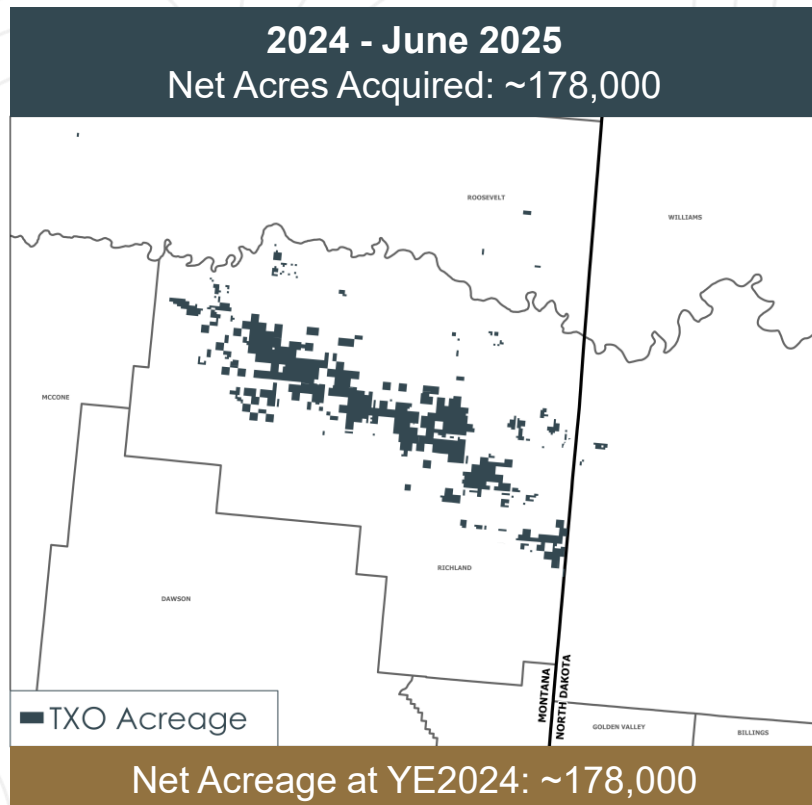 2024 - June 2025
Net Acres Acquired: ~178,000
ROOSEVELT
WILLIAMS
MCCONE
RICHLAND
DAWSON
MONTANA
NORTH DAKOTA
TXO Acreage
GOLDEN VALLEY
BILLINGS
Net Acreage at YE2024: ~178,000